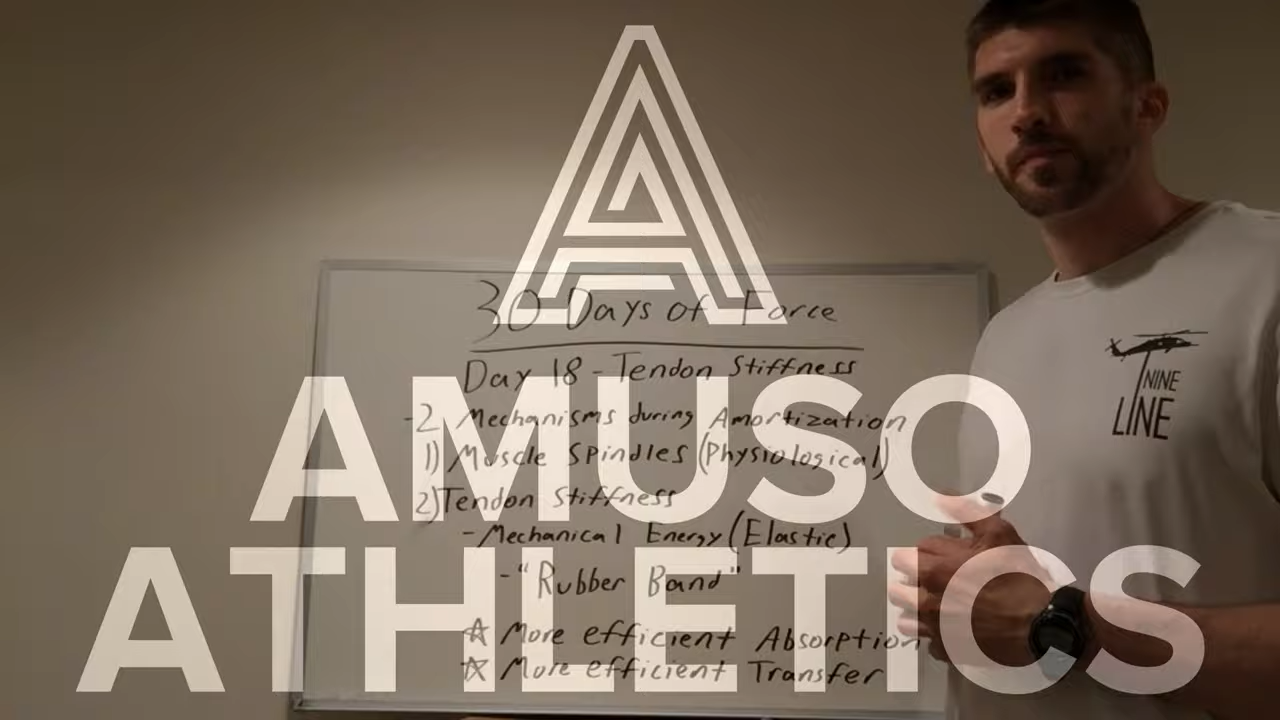 30 Days of Force
Day 18 - Tendon Stiffness
-2 Mechanisms during Amortization
1) Muscle Spindles (Physiological)
2) Tendon Stiffness
- Mechanical Energy (Elastic)
- "Rubber Band"
☆ More efficient Absorption
☆ More efficient Transfer
AMUSO
ATHLETICS
NINE
LINE